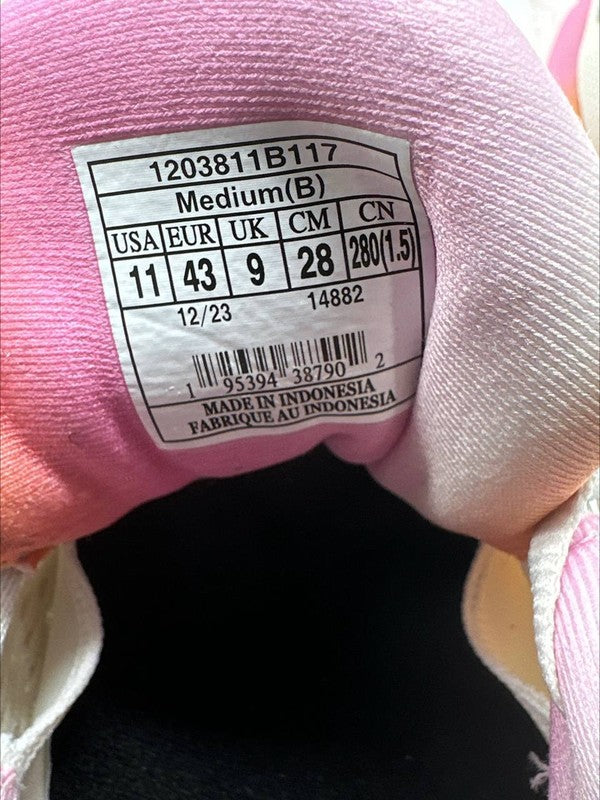 1203811B117
Medium(B)
USA EUR UK CM CN
11 43 9 28 280(1.5)
12/23 14882
1 95394 38790 2
MADE IN INDONESIA
FABRIQUE AU INDONESIA